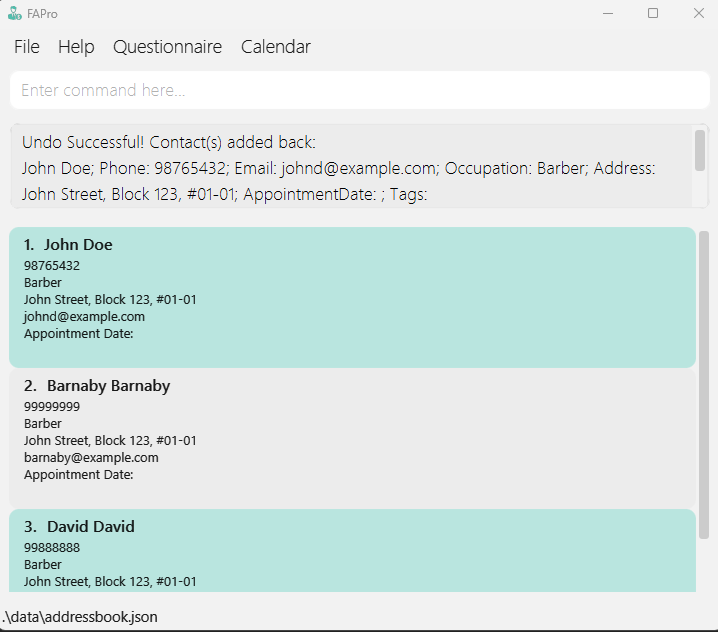 FAPro
File Help Questionnaire Calendar
Enter command here...
Undo Successful! Contact(s) added back:
John Doe; Phone: 98765432; Email: johnd@example.com; Occupation: Barber; Address:
John Street, Block 123, #01-01; AppointmentDate: ; Tags:
1. John Doe
98765432
Barber
John Street, Block 123, #01-01
johnd@example.com
Appointment Date:
2. Barnaby Barnaby
99999999
Barber
John Street, Block 123, #01-01
barnaby@example.com
Appointment Date:
3. David David
99888888
Barber
John Street, Block 123, #01-01
.\data\addressbook.json